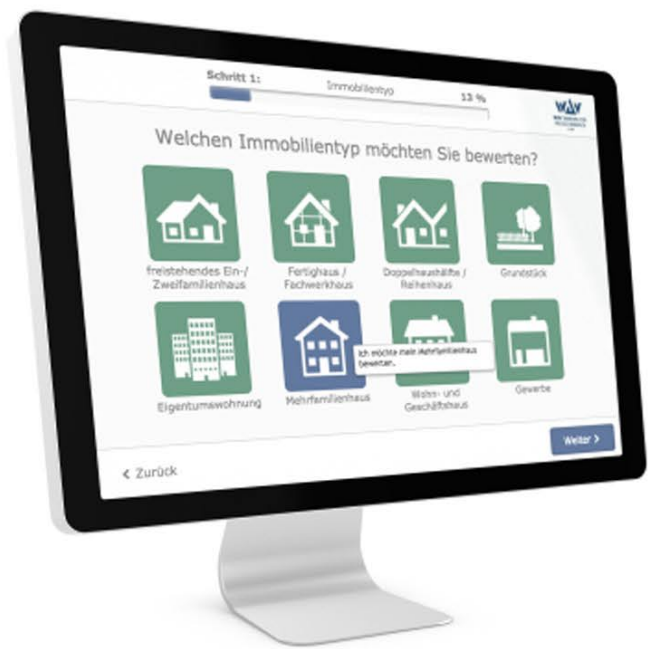 Schritt 1:
Immobilientyp
13 %
Welchen Immobilientyp möchten Sie bewerten?
freistehendes Ein-/
Zweifamilienhaus
Fertighaus /
Fachwerkhaus
Doppelhaushälfte /
Reihenhaus
Grundstück
Eigentumswohnung
Mehrfamilienhaus
Ich möchte mein Mehrfamilienhaus
bewerten.
Wohn- und
Geschäftshaus
Gewerbe
Zurück
Weiter